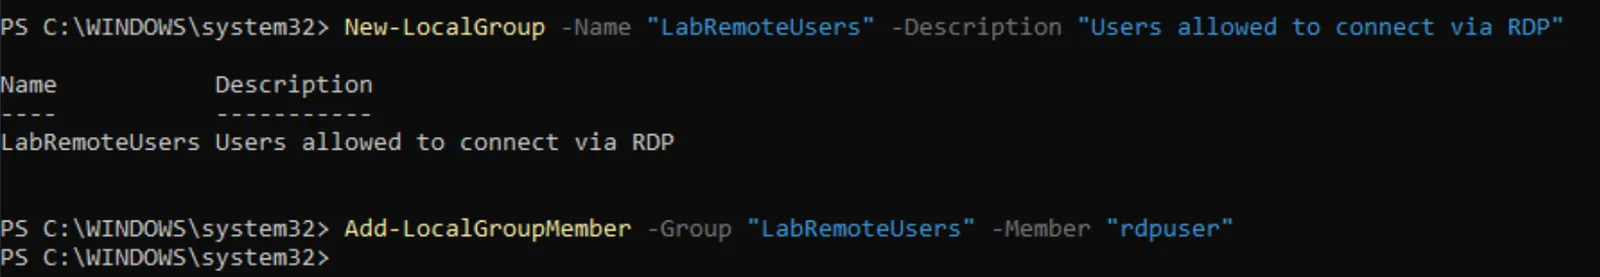 PS C:\WINDOWS\system32> New-LocalGroup -Name "LabRemoteUsers" -Description "Users allowed to connect via RDP"
Name           Description
----           -----------
LabRemoteUsers Users allowed to connect via RDP
PS C:\WINDOWS\system32> Add-LocalGroupMember -Group "LabRemoteUsers" -Member "rdpuser"
PS C:\WINDOWS\system32>